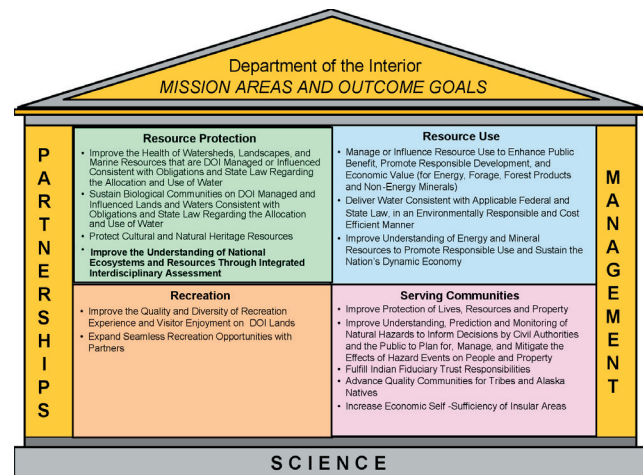 Department of the Interior
MISSION AREAS AND OUTCOME GOALS
PARTNERSHIPS
Resource Protection
• Improve the Health of Watersheds, Landscapes, and
Marine Resources that are DOI Managed or Influenced
Consistent with Obligations and State Law Regarding
the Allocation and Use of Water
• Sustain Biological Communities on DOI Managed and
Influenced Lands and Waters Consistent with
Obligations and State Law Regarding the Allocation
and Use of Water
• Protect Cultural and Natural Heritage Resources
• Improve the Understanding of National
Ecosystems and Resources Through Integrated
Interdisciplinary Assessment
Resource Use
• Manage or Influence Resource Use to Enhance Public
Benefit, Promote Responsible Development, and
Economic Value (for Energy, Forage, Forest Products
and Non-Energy Minerals)
• Deliver Water Consistent with Applicable Federal and
State Law, in an Environmentally Responsible and Cost
Efficient Manner
• Improve Understanding of Energy and Mineral
Resources to Promote Responsible Use and Sustain the
Nation's Dynamic Economy
Recreation
• Improve the Quality and Diversity of Recreation
Experience and Visitor Enjoyment on DOI Lands
• Expand Seamless Recreation Opportunities with
Partners
Serving Communities
• Improve Protection of Lives, Resources and Property
• Improve Understanding, Prediction and Monitoring of
Natural Hazards to Inform Decisions by Civil Authorities
and the Public to Plan for, Manage, and Mitigate the
Effects of Hazard Events on People and Property
• Fulfill Indian Fiduciary Trust Responsibilities
• Advance Quality Communities for Tribes and Alaska
Natives
• Increase Economic Self -Sufficiency of Insular Areas
MANAGEMENT
SCIENCE